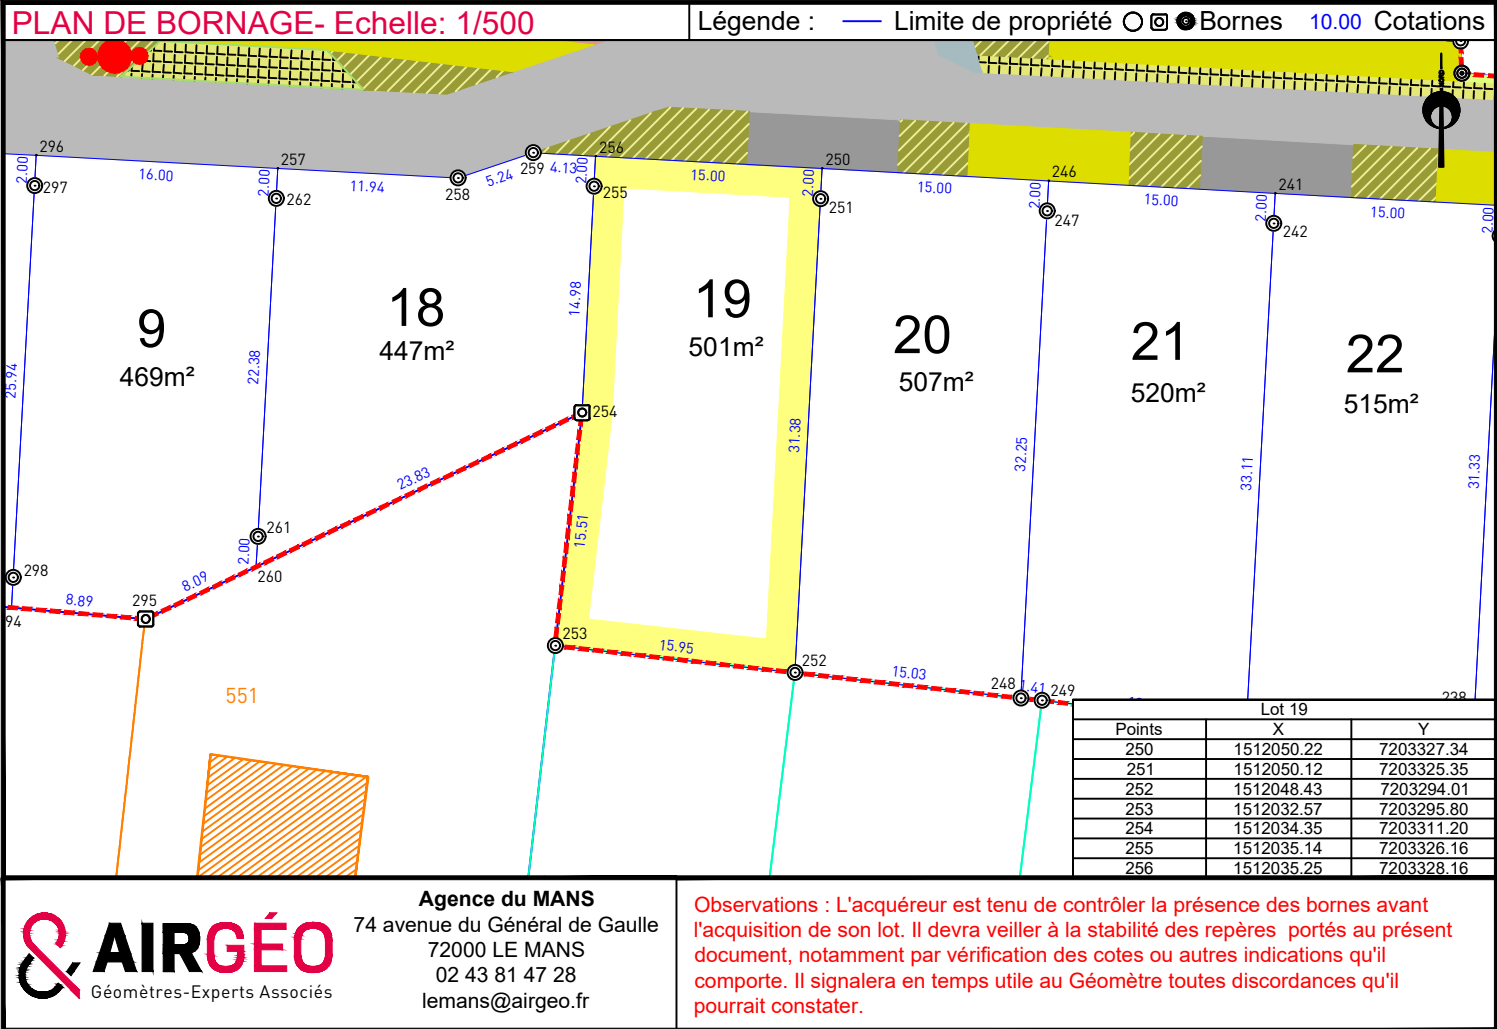 PLAN DE BORNAGE- Echelle: 1/500
Légende : Limite de propriété Bornes 10.00 Cotations
296
257
259
256
250
246
241
2.00
16.00
2.00
11.94
5.24
4.13
2.00
15.00
2.00
15.00
2.00
15.00
2.00
15.00
2.00
297
262
258
255
251
247
242
9
469m²
18
447m²
19
501m²
20
507m²
21
520m²
22
515m²
25.94
22.38
14.98
31.38
32.25
33.11
31.33
254
23.83
15.51
261
2.00
260
298
8.09
8.89
295
94
253
15.95
252
15.03
248
1.41
249
238
551
Lot 19
Points X Y
250 1512050.22 7203327.34
251 1512050.12 7203325.35
252 1512048.43 7203294.01
253 1512032.57 7203295.80
254 1512034.35 7203311.20
255 1512035.14 7203326.16
256 1512035.25 7203328.16
AIRGÉO
Géomètres-Experts Associés
Agence du MANS
74 avenue du Général de Gaulle
72000 LE MANS
02 43 81 47 28
lemans@airgeo.fr
Observations : L'acquéreur est tenu de contrôler la présence des bornes avant
l'acquisition de son lot. Il devra veiller à la stabilité des repères portés au présent
document, notamment par vérification des cotes ou autres indications qu'il
comporte. Il signalera en temps utile au Géomètre toutes discordances qu'il
pourrait constater.